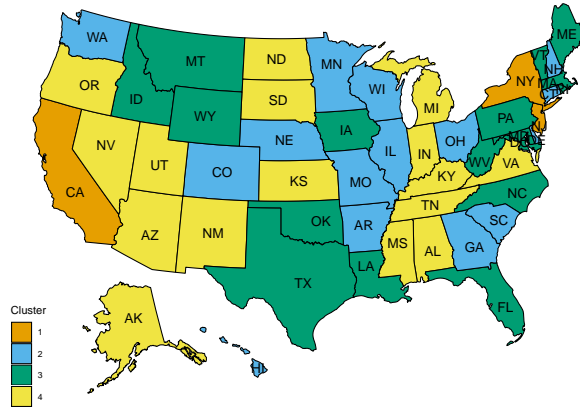 WA
MT
ND
MN
ME
VT
NH
OR
ID
SD
WI
NY
MA
WY
MI
CT
RI
IA
PA
NJ
NE
NV
UT
CO
IL
IN
OH
MD
DE
DC
CA
KS
MO
KY
WV
VA
AZ
NM
OK
AR
TN
NC
MS
AL
GA
SC
TX
LA
FL
AK
HI
Cluster
1
2
3
4